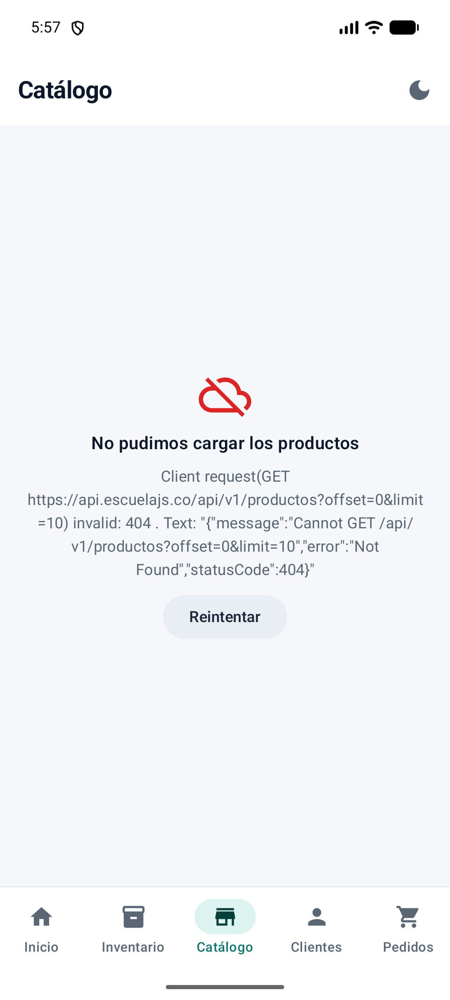 5:57
Catálogo
No pudimos cargar los productos
Client request(GET
https://api.escuelajs.co/api/v1/productos?offset=0&limit
=10) invalid: 404 . Text: "{"message":"Cannot GET /api/
v1/productos?offset=0&limit=10","error":"Not
Found","statusCode":404}"
Reintentar
Inicio
Inventario
Catálogo
Clientes
Pedidos